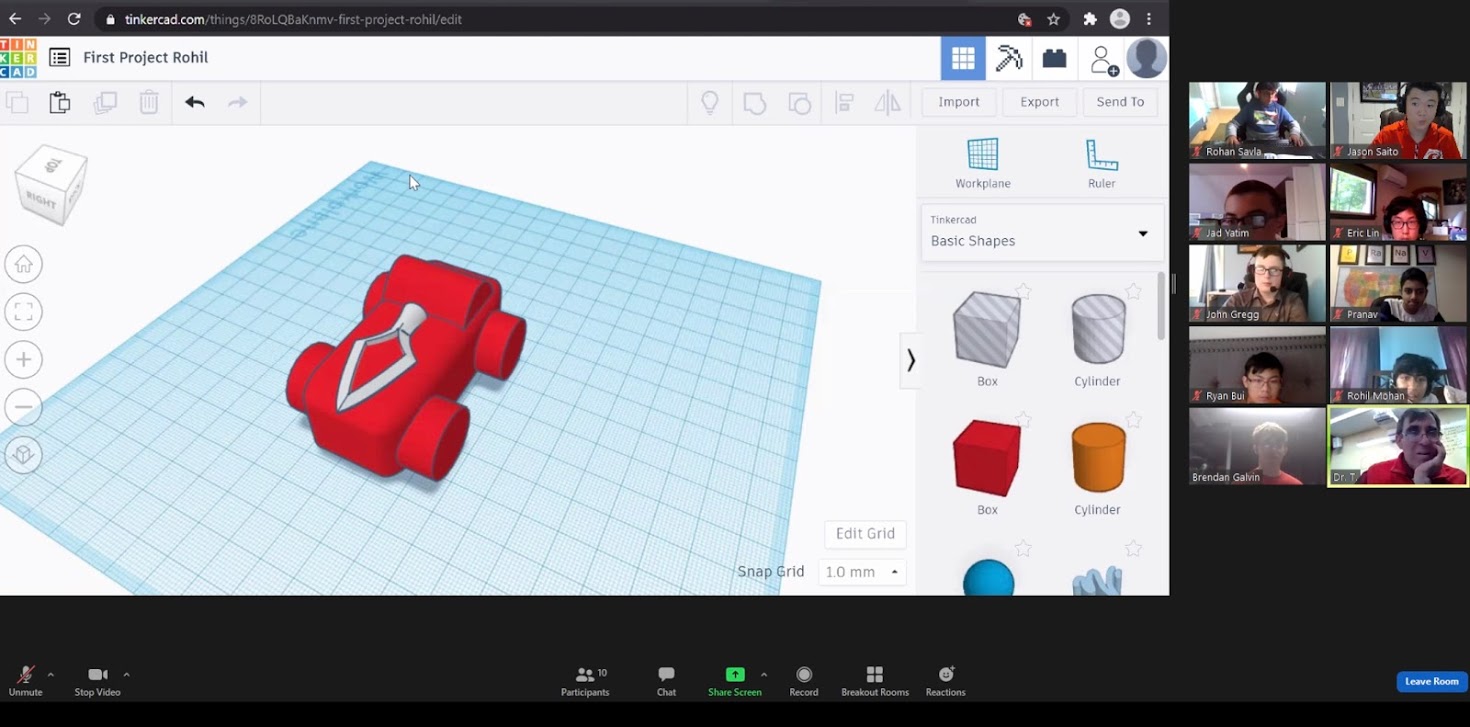 tinkercad.com/things/8RoLQBaKnmv-first-project-rohil/edit
TIN
KER
CAD
First Project Rohil
Import
Export
Send To
TOP
RIGHT
Workplane
Workplane
Ruler
Tinkercad
Basic Shapes
Box
Cylinder
Box
Cylinder
Edit Grid
Snap Grid
1.0 mm
Rohan Savla
Jason Saito
Jad Yatim
Eric Lin
P Ra Na V
John Gregg
Pranav
Ryan Bui
Rohil Mohan
Brendan Galvin
Dr. T
Unmute
Stop Video
10
Participants
Chat
Share Screen
Record
Breakout Rooms
Reactions
Leave Room